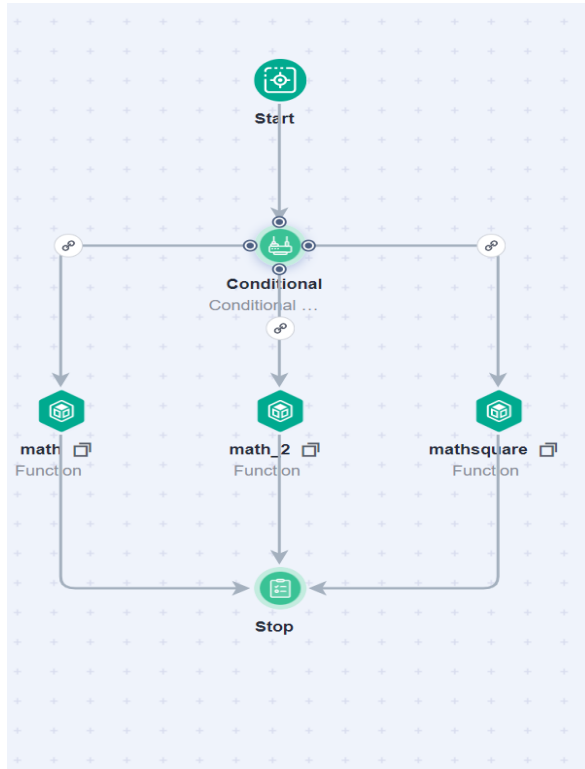 Start
Conditional
Conditional ...
math
Function
math_2
Function
mathsquare
Function
Stop